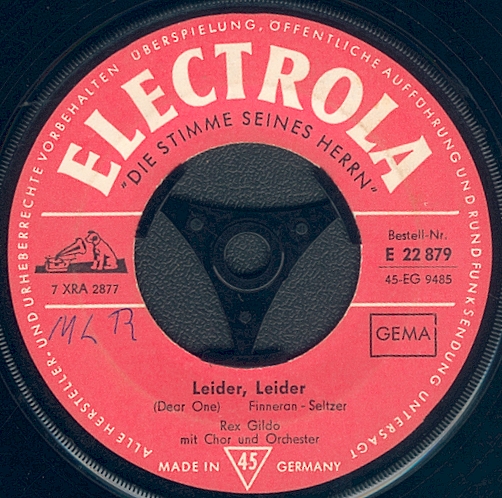 ALLE HERSTELLER- UND URHEBERRECHTE VORBEHALTEN ÜBERSPIELUNG, ÖFFENTLICHE AUFFÜHRUNG UND RUNDFUNKSENDUNG UNTERSAGT
ELECTROLA
"DIE STIMME SEINES HERRN"
7 XRA 2877
Bestell-Nr.
E 22 879
45-EG 9485
GEMA
Leider, Leider
(Dear One) Finneran - Seltzer
Rex Gildo
mit Chor und Orchester
MADE IN 45 GERMANY